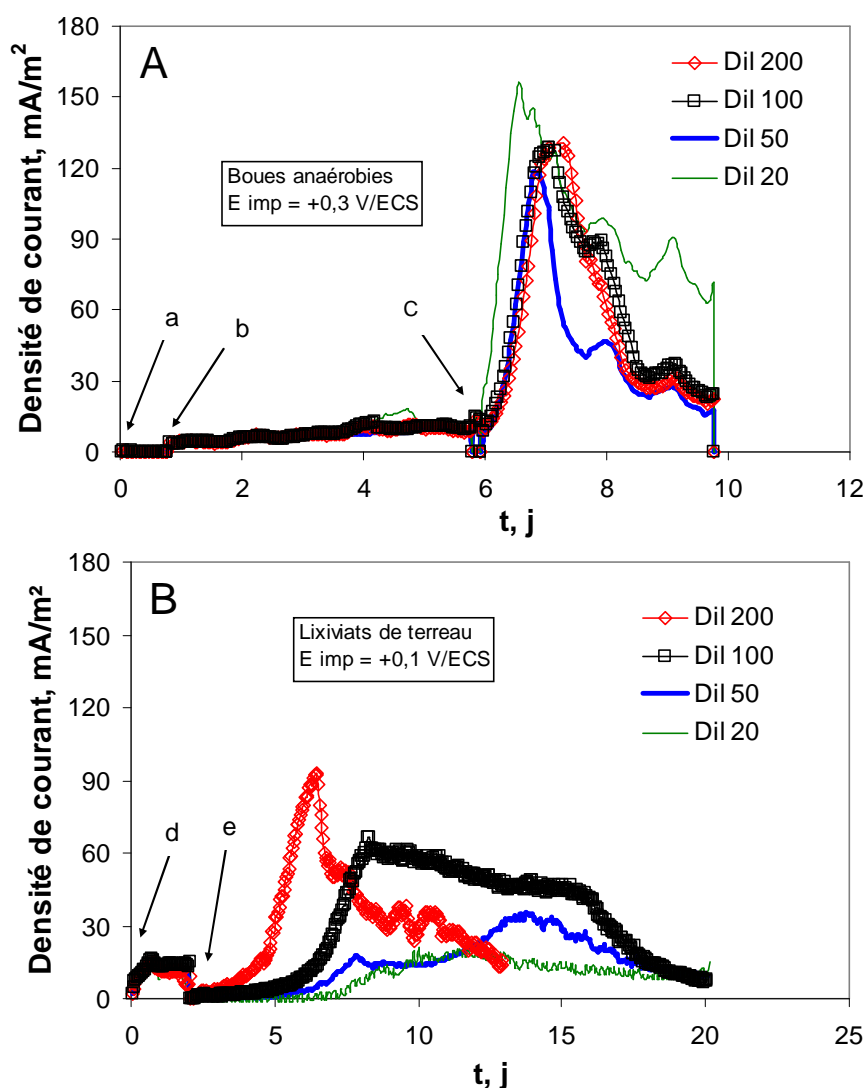 A
Densité de courant, mA/m²
180
150
120
90
60
30
0
Boues anaérobies
E imp = +0,3 V/ECS
Dil 200
Dil 100
Dil 50
Dil 20
a
b
c
0
2
4
6
8
10
12
t, j
B
Densité de courant, mA/m²
180
150
120
90
60
30
0
Lixiviats de terreau
E imp = +0,1 V/ECS
Dil 200
Dil 100
Dil 50
Dil 20
d
e
0
5
10
15
20
25
t, j